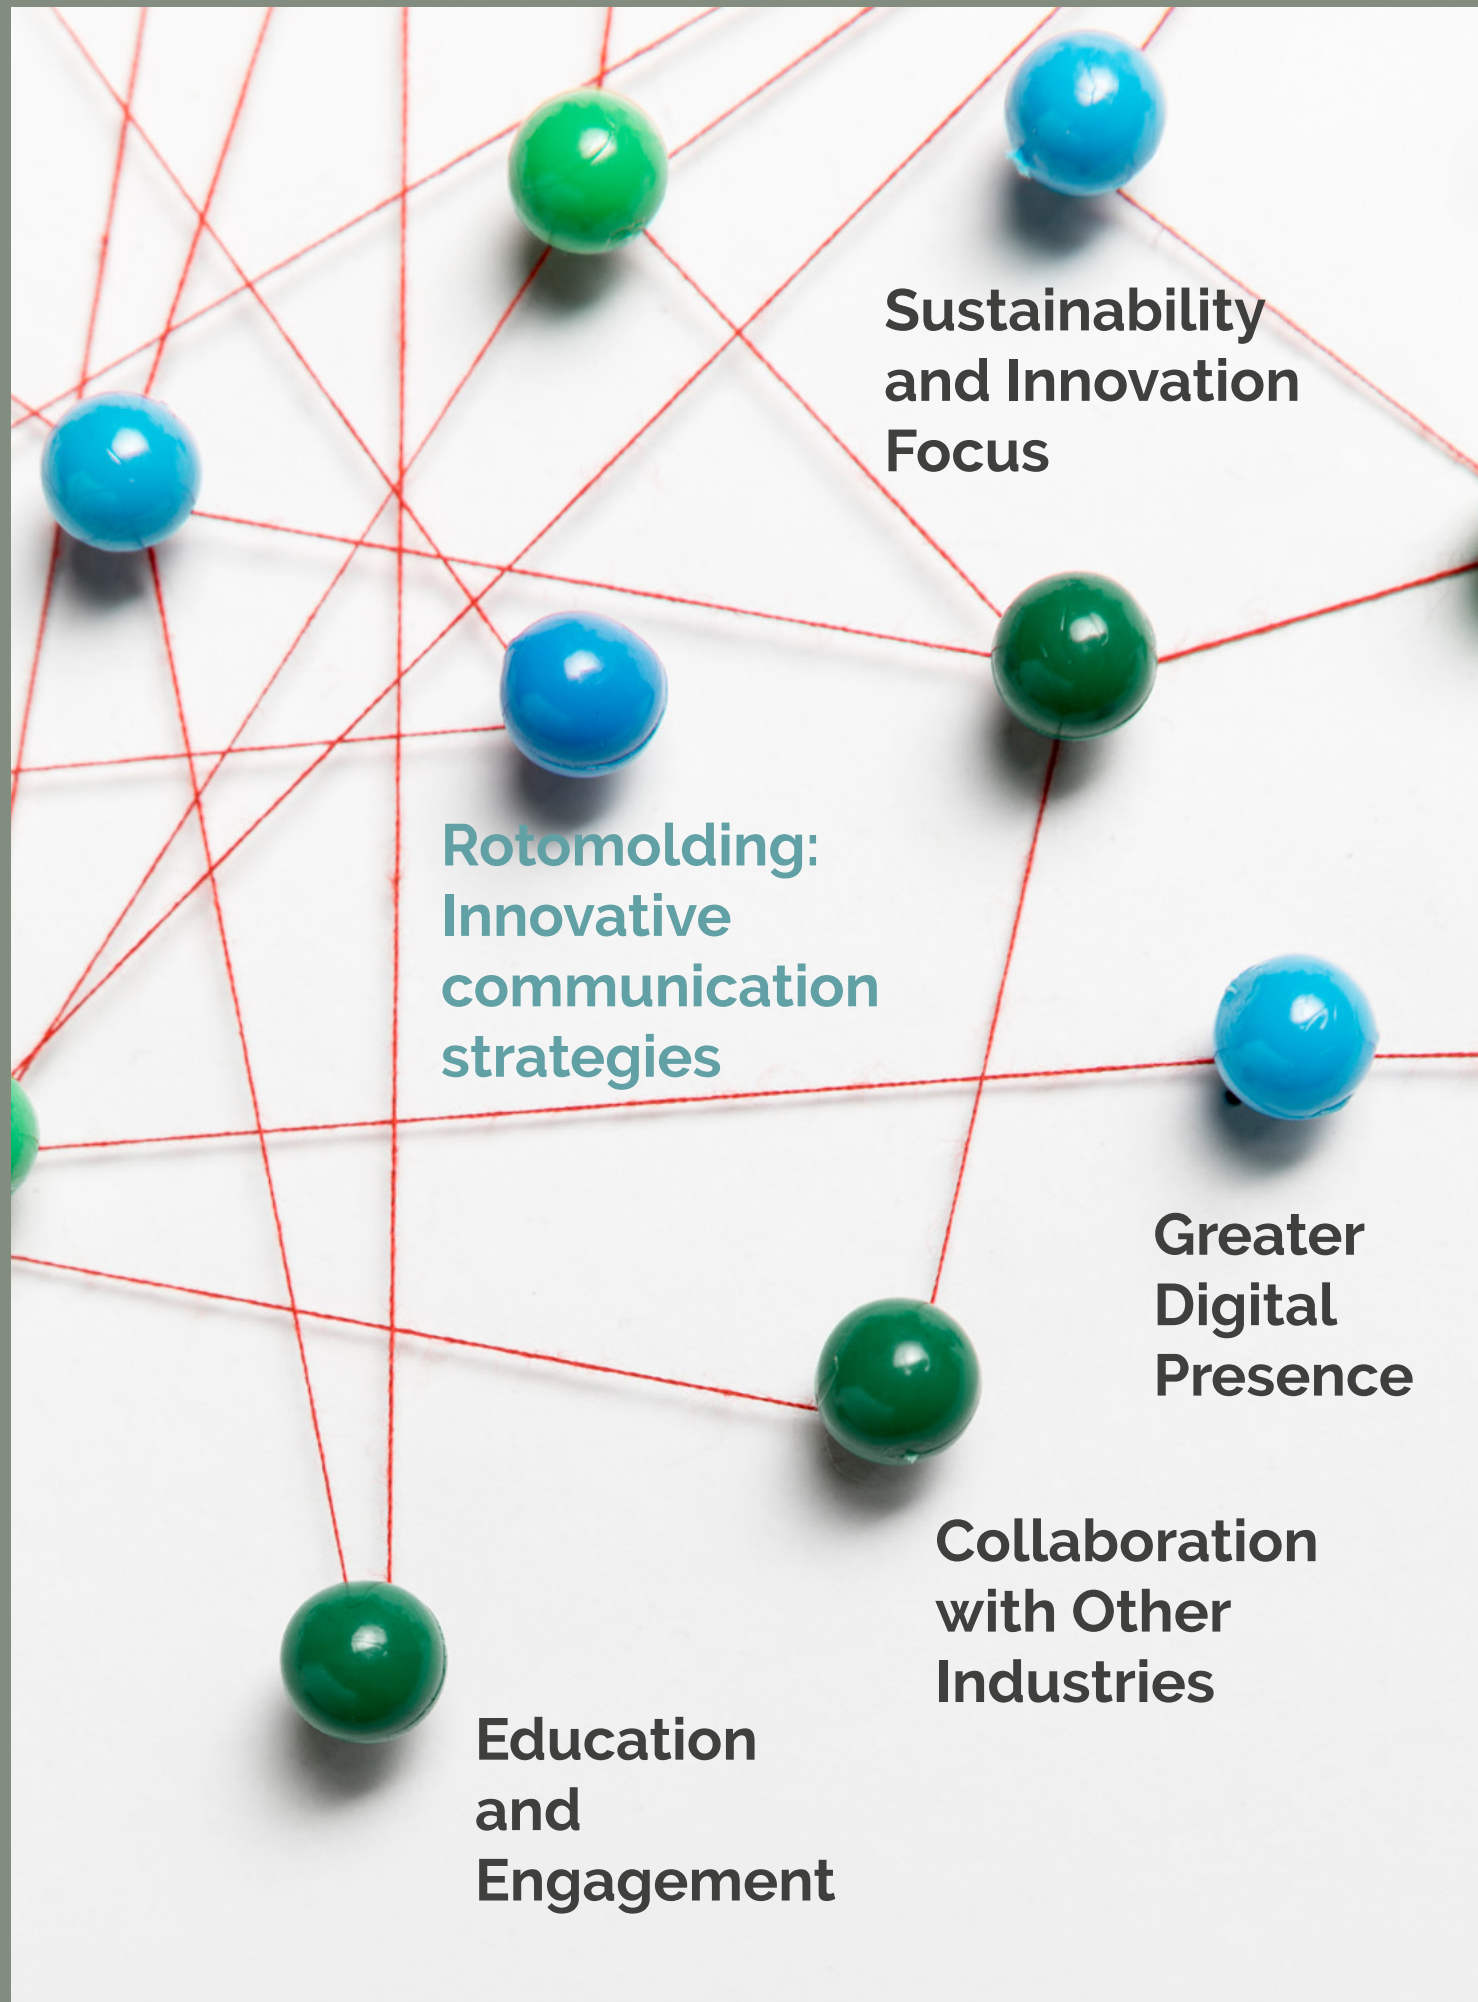 Sustainability
and Innovation
Focus
Rotomolding:
Innovative
communication
strategies
Greater
Digital
Presence
Collaboration
with Other
Industries
Education
and
Engagement